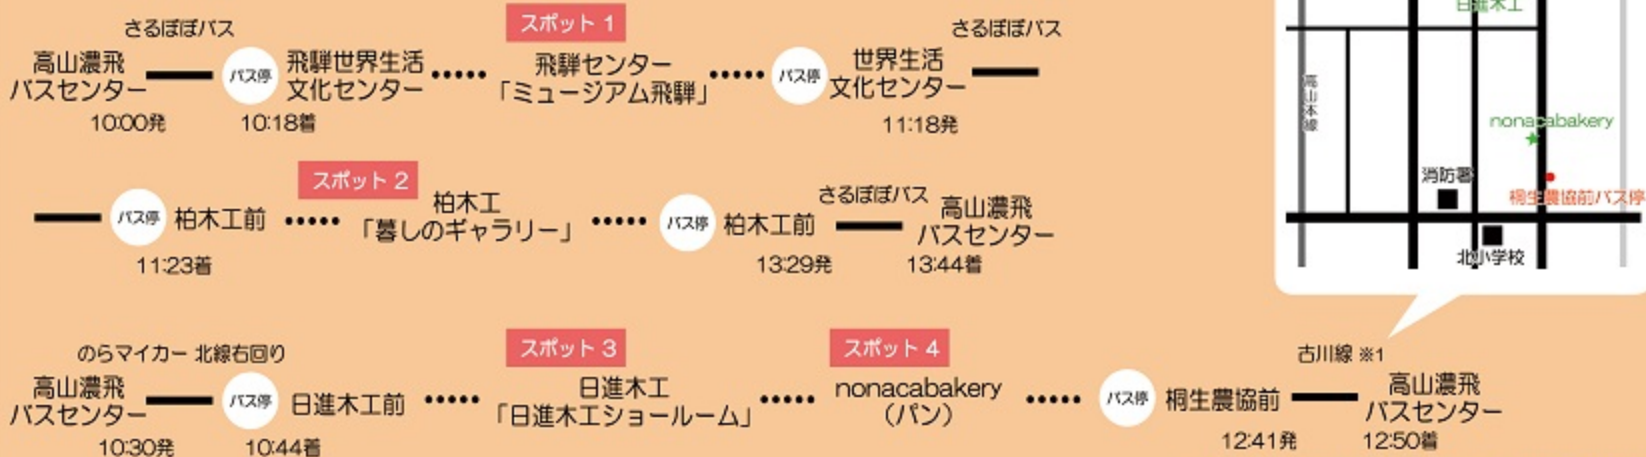 さるぼぼバス
高山濃飛
バスセンター
10:00発
バス停
飛騨世界生活
文化センター
10:18着
スポット 1
飛騨センター
「ミュージアム飛騨」
バス停
世界生活
文化センター
11:18発
さるぼぼバス
バス停
柏木工前
11:23着
スポット 2
柏木工
「暮しのギャラリー」
バス停
柏木工前
13:29発
さるぼぼバス
高山濃飛
バスセンター
13:44着
のらマイカー 北線右回り
高山濃飛
バスセンター
10:30発
バス停
日進木工前
10:44着
スポット 3
日進木工
「日進木工ショールーム」
スポット 4
nonacabakery
（パン）
バス停
桐生農協前
12:41発
古川線 ※1
高山濃飛
バスセンター
12:50着
日進木工
高山本線
nonacabakery
消防署
桐生農協前バス停
北小学校